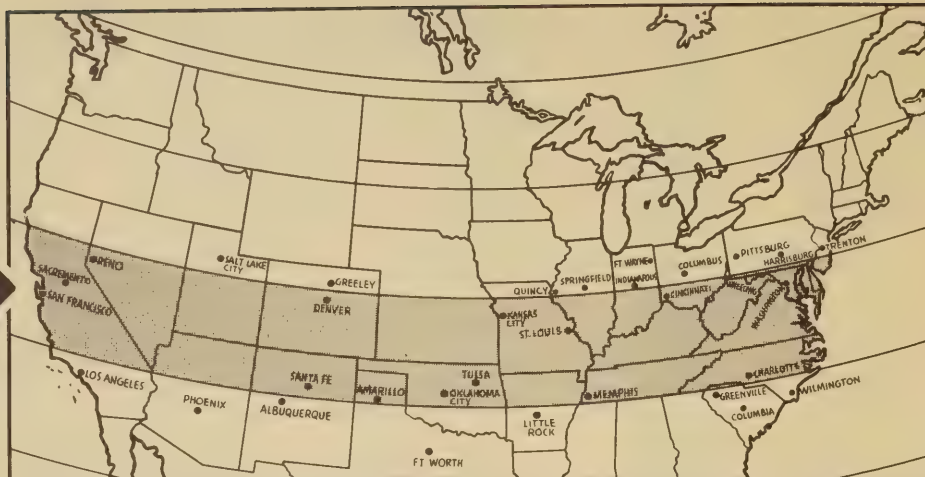 RENO
SACREMENTO
SAN FRANCISCO
LOS ANGELES
SALT LAKE
CITY
GREELEY
DENVER
PHOENIX
SANTA FE
ALBUQUERQUE
AMARILLO
TULSA
OKLAHOMA
CITY
FT WORTH
KANSAS
CITY
ST. LOUIS
QUINCY
SPRINGFIELD
FT WAYNE
INDIANAPOLIS
COLUMBUS
CINCINNATI
PITTSBURG
HARRISBURG
TRENTON
WHEELING
WASHINGTON
LITTLE
ROCK
MEMPHIS
CHARLOTTE
GREENVILLE
COLUMBIA
WILMINGTON